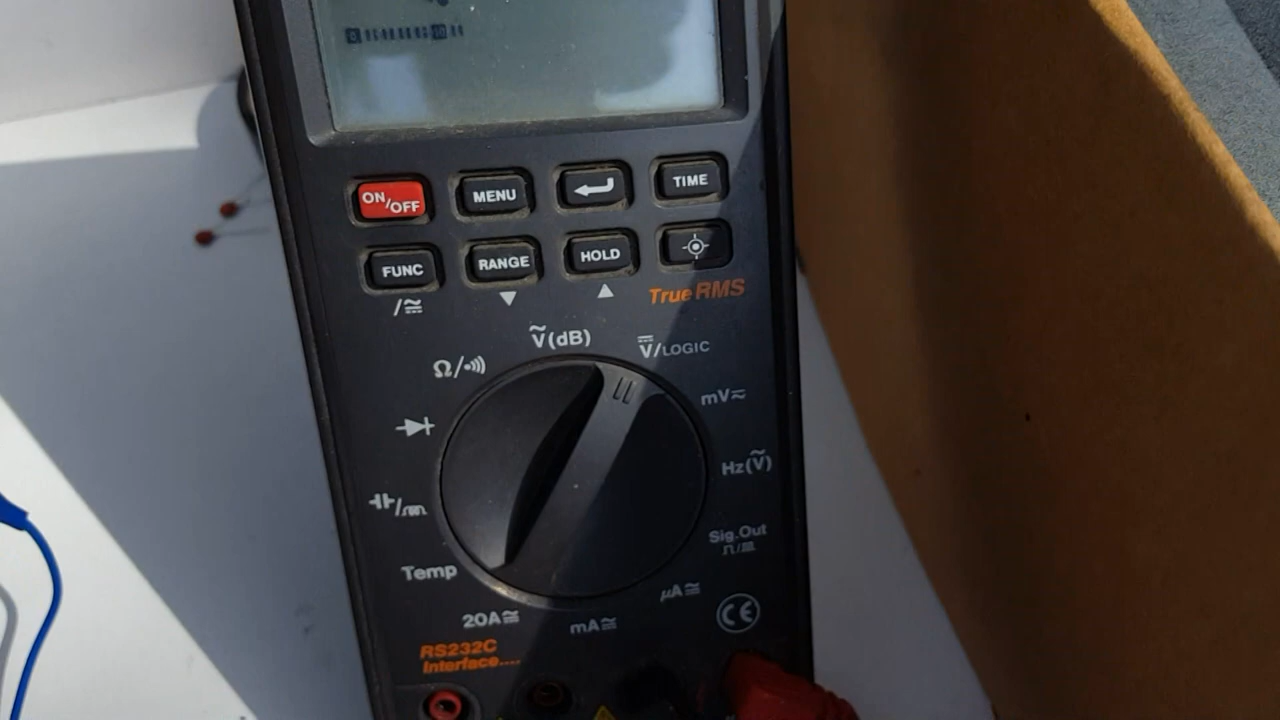 ON/OFF
MENU
TIME
FUNC
RANGE
HOLD
True RMS
Ṽ(dB)
V/LOGIC
Ω/
mV
Hz(Ṽ)
Sig.Out
Temp
μA
20A
mA
CE
RS232C
Interface....